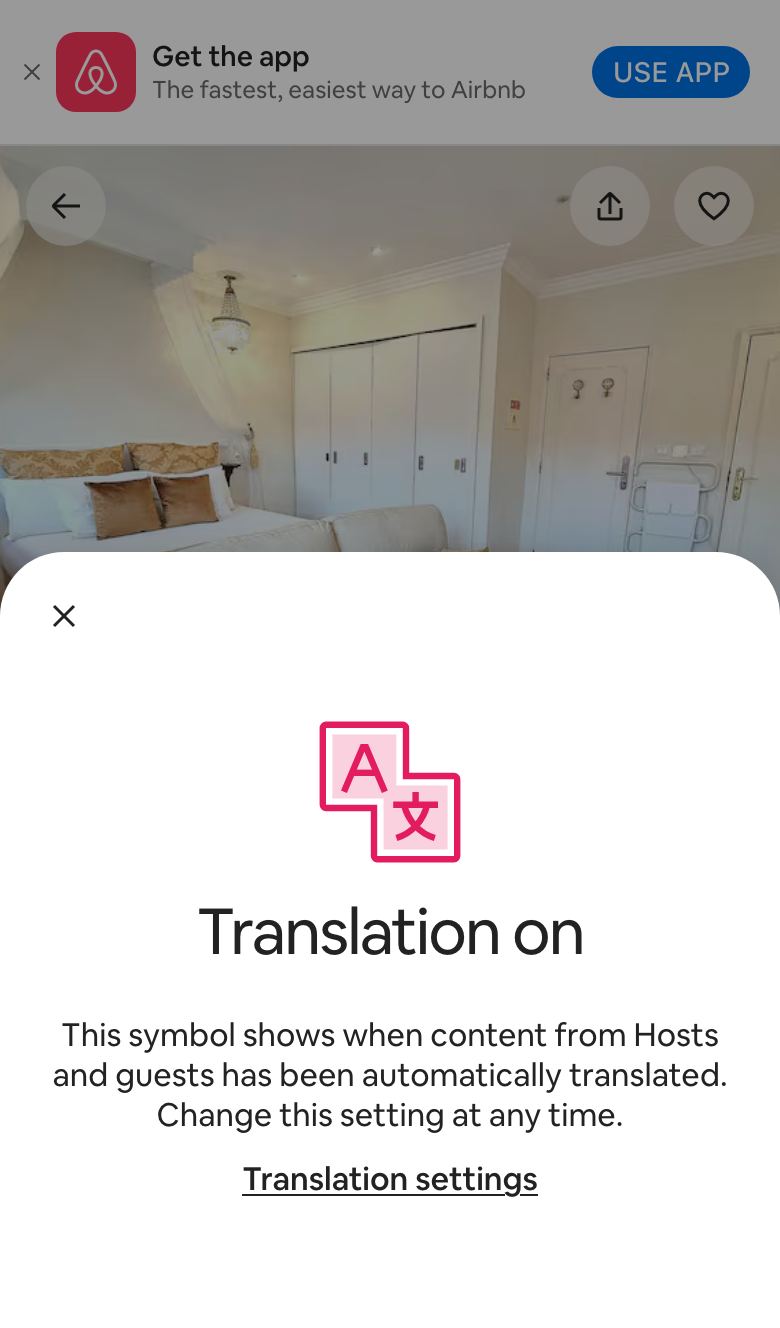 Get the app
The fastest, easiest way to Airbnb
USE APP
A
文
Translation on
This symbol shows when content from Hosts
and guests has been automatically translated.
Change this setting at any time.
Translation settings